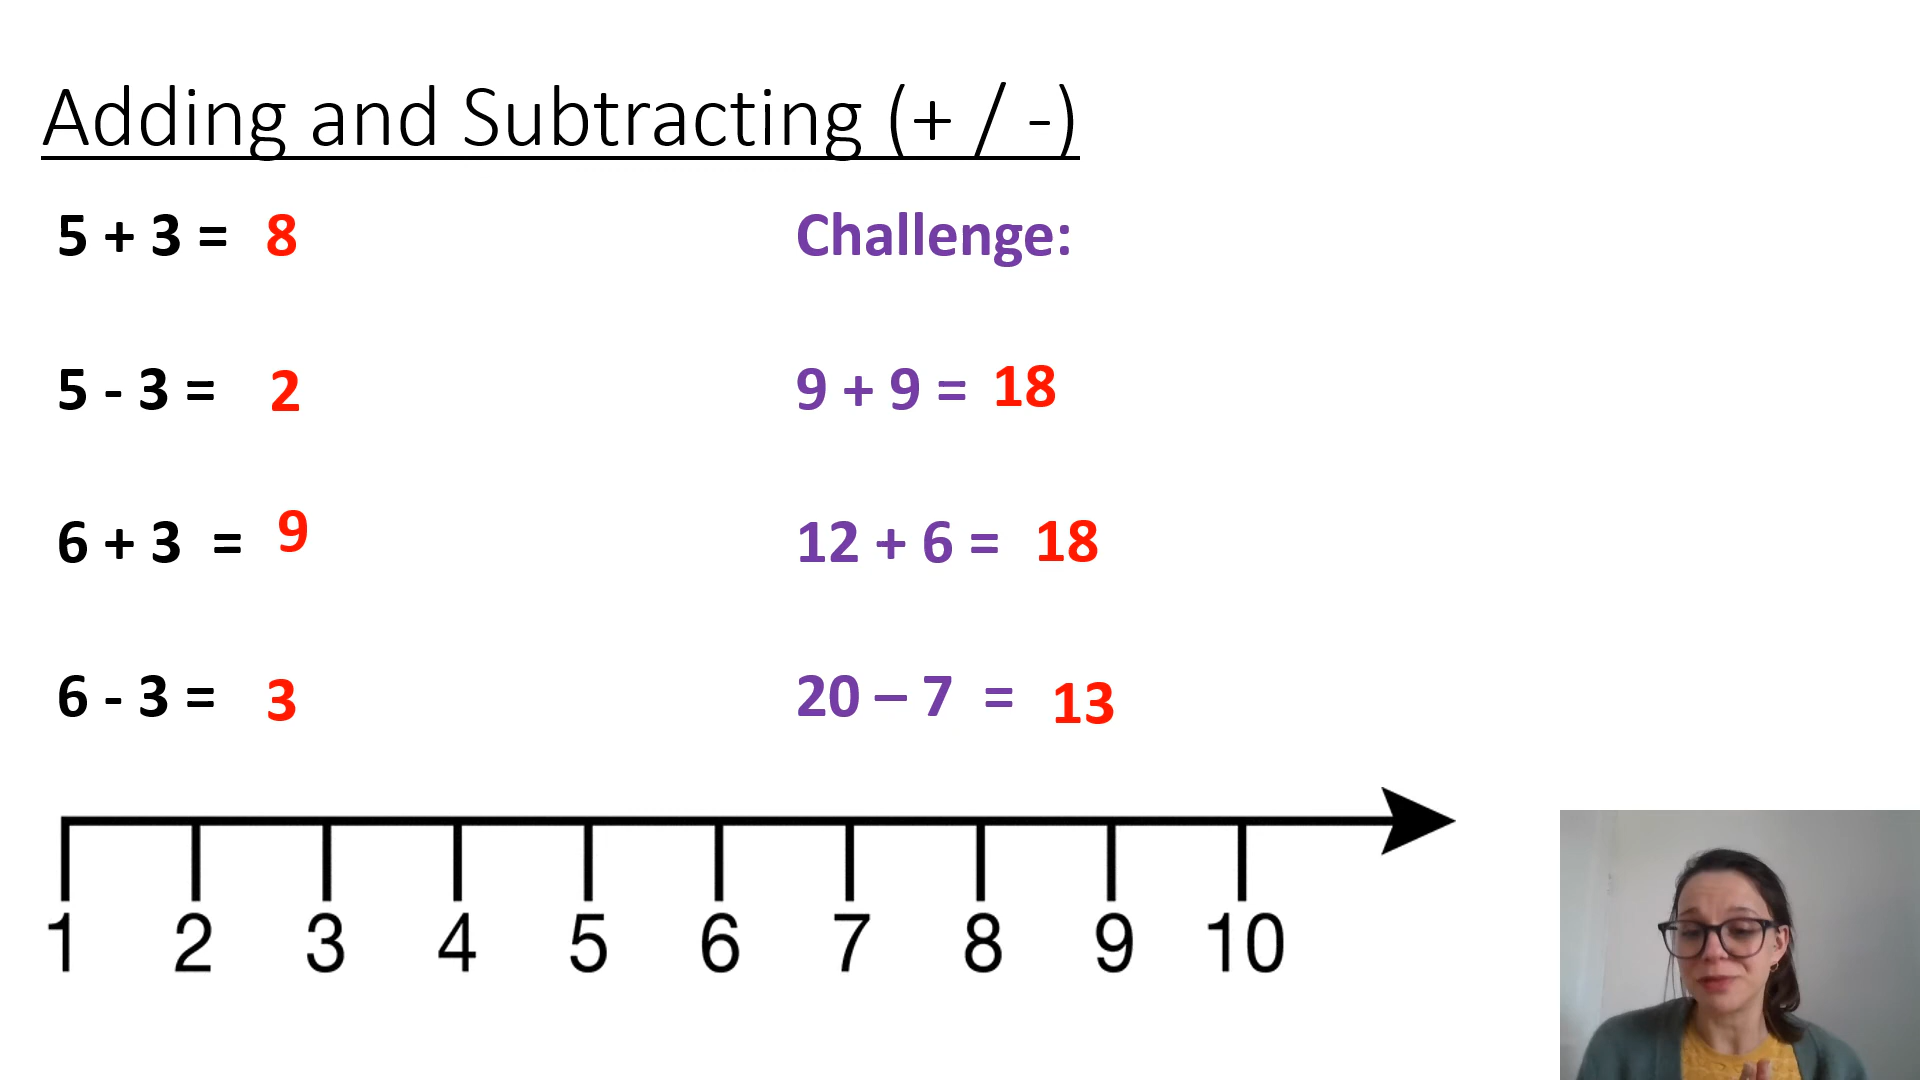 Adding and Subtracting (+ / -)
5 + 3 = 8
5 - 3 = 2
6 + 3 = 9
6 - 3 = 3
Challenge:
9 + 9 = 18
12 + 6 = 18
20 – 7 = 13
1 2 3 4 5 6 7 8 9 10